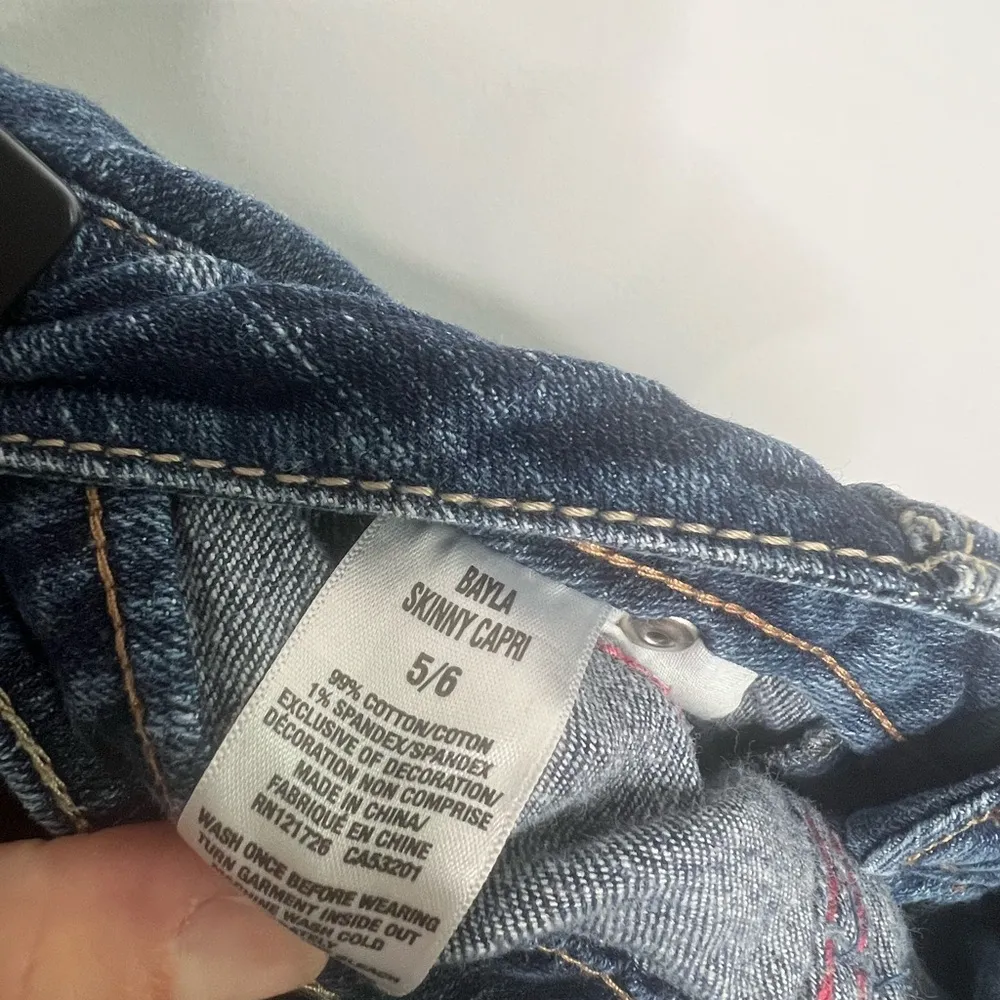 BAYLA
SKINNY CAPRI
5/6
99% COTTON/COTON
1% SPANDEX/SPANDEX
EXCLUSIVE OF DECORATION/
DÉCORATION NON COMPRISE
MADE IN CHINA/
FABRIQUÉ EN CHINE
RN121726 CA53201
WASH ONCE BEFORE WEARING
TURN GARMENT INSIDE OUT
WASH COLD